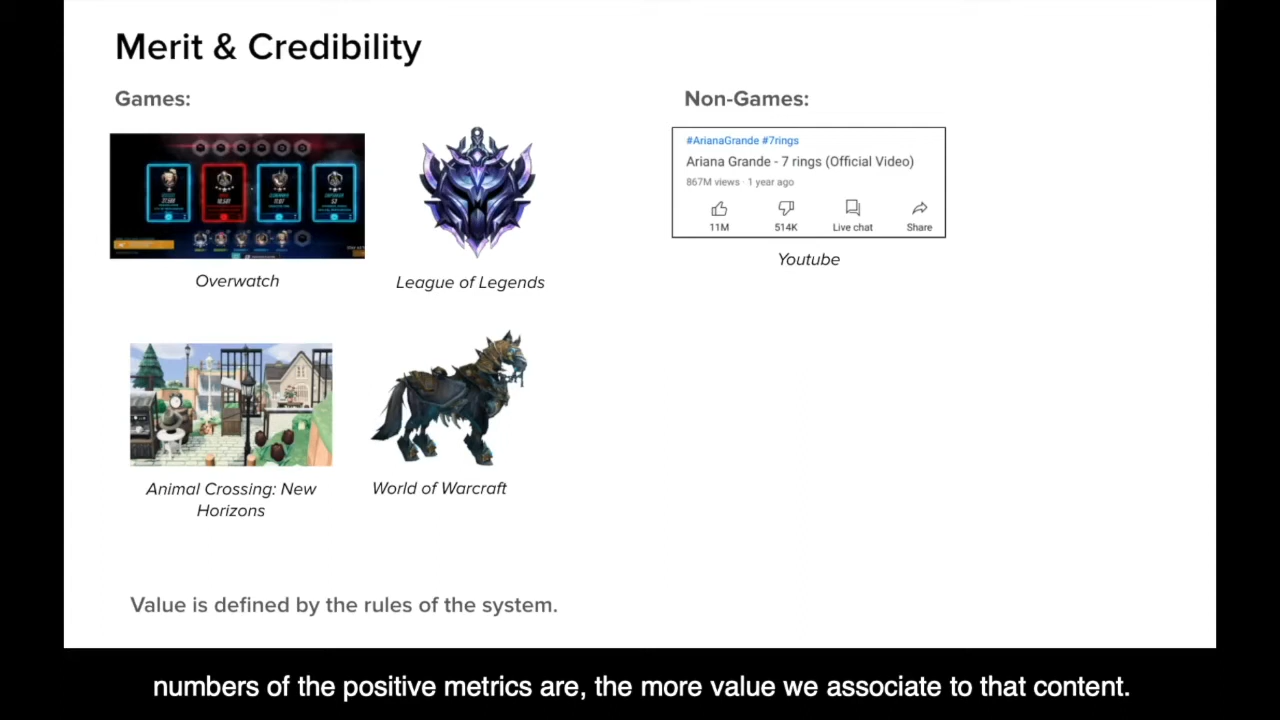 Merit & Credibility
Games:
Non-Games:
#ArianaGrande #7rings
Ariana Grande - 7 rings (Official Video)
867M views · 1 year ago
11M
514K
Live chat
Share
Overwatch
League of Legends
Youtube
Animal Crossing: New
Horizons
World of Warcraft
Value is defined by the rules of the system.
numbers of the positive metrics are, the more value we associate to that content.